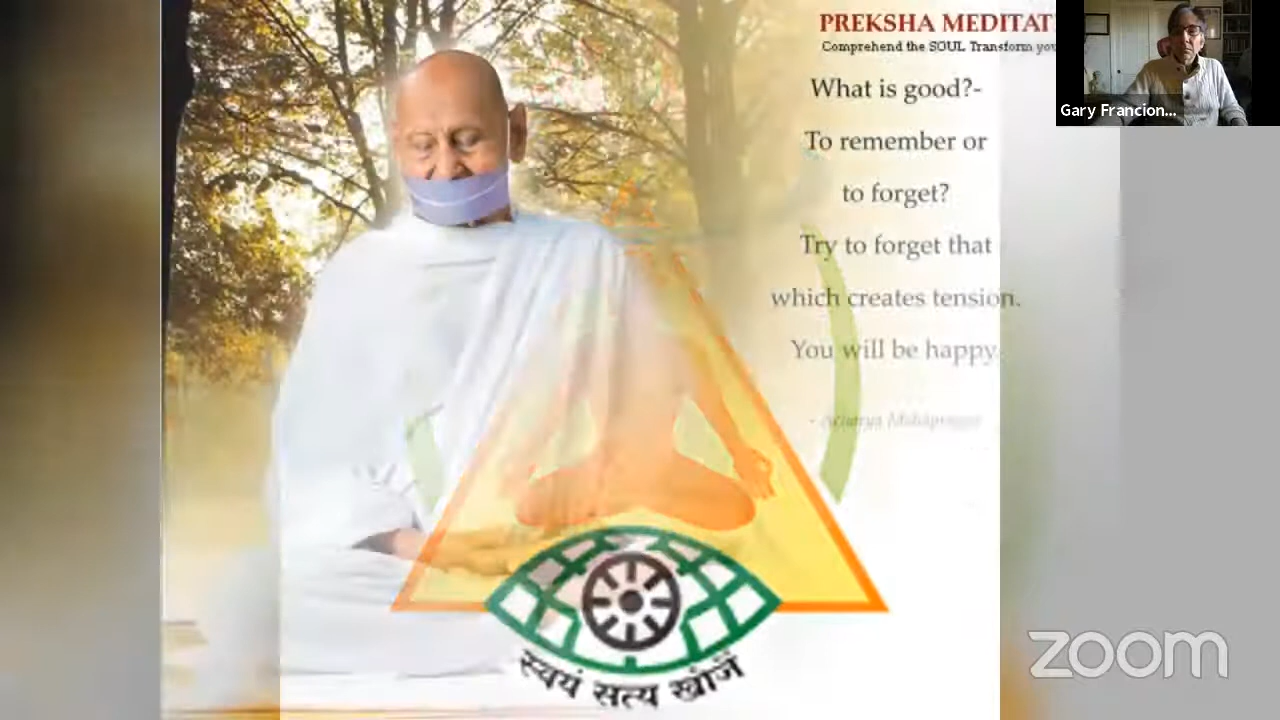 PREKSHA MEDITAT
Comprehend the SOUL Transform you
What is good?-
To remember or
to forget?
Try to forget that
which creates tension.
You will be happy.
Gary Francion...
स्वयं सत्य खोजें
zoom